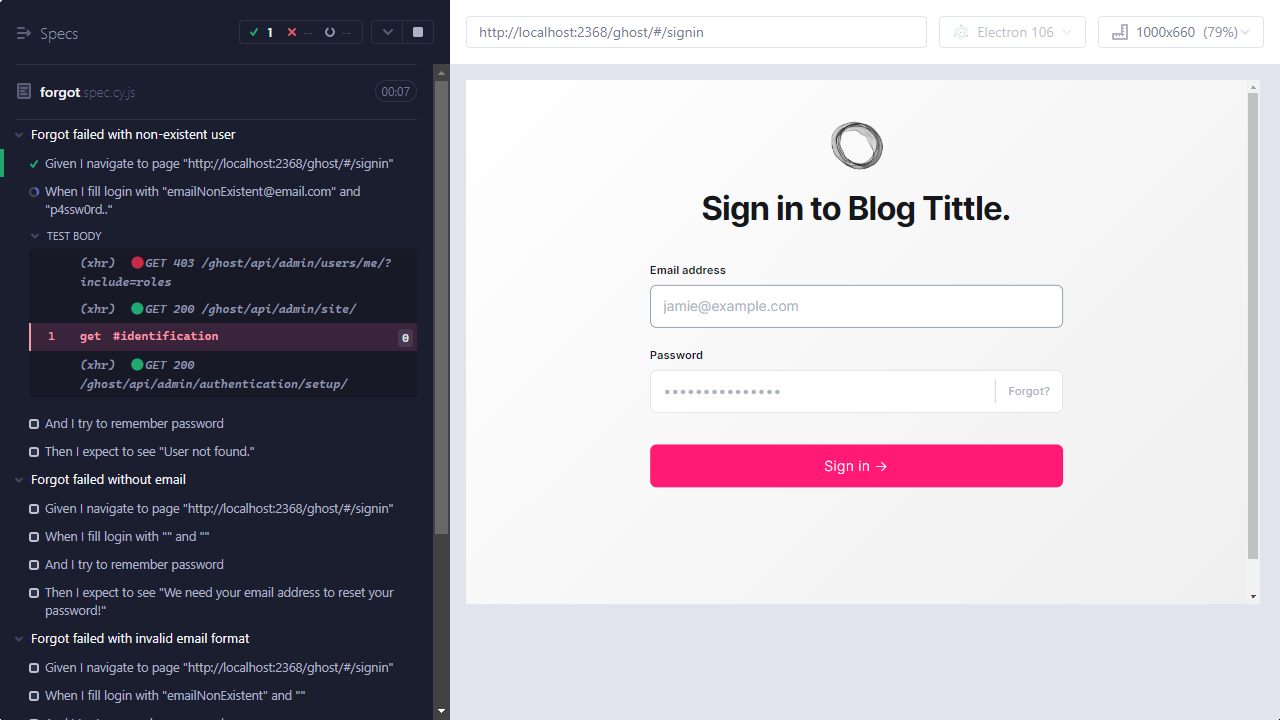 Specs
1 -- --
forgot.spec.cy.js
00:07
Forgot failed with non-existent user
Given I navigate to page "http://localhost:2368/ghost/#/signin"
When I fill login with "emailNonExistent@email.com" and
"p4ssw0rd.."
TEST BODY
(xhr) GET 403 /ghost/api/admin/users/me/?
include=roles
(xhr) GET 200 /ghost/api/admin/site/
1 get #identification 0
(xhr) GET 200
/ghost/api/admin/authentication/setup/
And I try to remember password
Then I expect to see "User not found."
Forgot failed without email
Given I navigate to page "http://localhost:2368/ghost/#/signin"
When I fill login with "" and ""
And I try to remember password
Then I expect to see "We need your email address to reset your
password!"
Forgot failed with invalid email format
Given I navigate to page "http://localhost:2368/ghost/#/signin"
When I fill login with "emailNonExistent" and ""
http://localhost:2368/ghost/#/signin
Electron 106
1000x660 (79%)
Sign in to Blog Tittle.
Email address
jamie@example.com
Password
•••••••••••••••
Forgot?
Sign in →